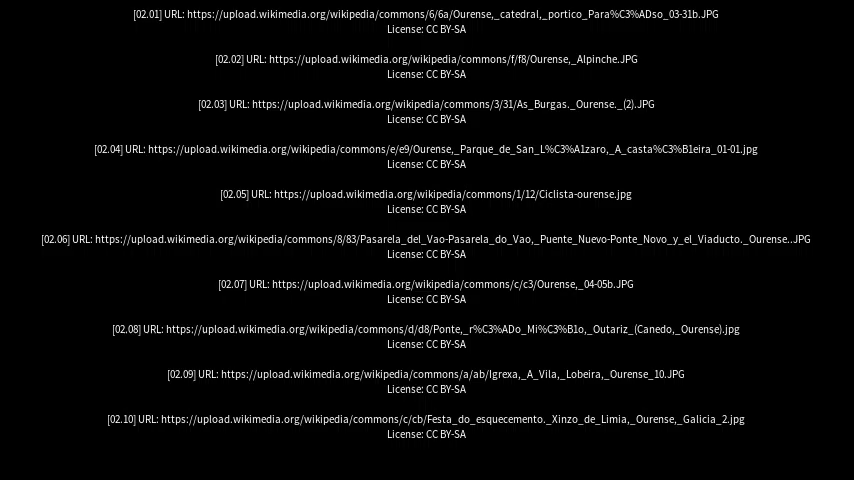 [02.01] URL: https://upload.wikimedia.org/wikipedia/commons/6/6a/Ourense,_catedral,_portico_Para%C3%ADso_03-31b.JPG
License: CC BY-SA
[02.02] URL: https://upload.wikimedia.org/wikipedia/commons/f/f8/Ourense,_Alpinche.JPG
License: CC BY-SA
[02.03] URL: https://upload.wikimedia.org/wikipedia/commons/3/31/As_Burgas._Ourense._(2).JPG
License: CC BY-SA
[02.04] URL: https://upload.wikimedia.org/wikipedia/commons/e/e9/Ourense,_Parque_de_San_L%C3%A1zaro,_A_casta%C3%B1eira_01-01.jpg
License: CC BY-SA
[02.05] URL: https://upload.wikimedia.org/wikipedia/commons/1/12/Ciclista-ourense.jpg
License: CC BY-SA
[02.06] URL: https://upload.wikimedia.org/wikipedia/commons/8/83/Pasarela_del_Vao-Pasarela_do_Vao,_Puente_Nuevo-Ponte_Novo_y_el_Viaducto._Ourense..JPG
License: CC BY-SA
[02.07] URL: https://upload.wikimedia.org/wikipedia/commons/c/c3/Ourense,_04-05b.JPG
License: CC BY-SA
[02.08] URL: https://upload.wikimedia.org/wikipedia/commons/d/d8/Ponte,_r%C3%ADo_Mi%C3%B1o,_Outariz_(Canedo,_Ourense).jpg
License: CC BY-SA
[02.09] URL: https://upload.wikimedia.org/wikipedia/commons/a/ab/Igrexa,_A_Vila,_Lobeira,_Ourense_10.JPG
License: CC BY-SA
[02.10] URL: https://upload.wikimedia.org/wikipedia/commons/c/cb/Festa_do_esquecemento._Xinzo_de_Limia,_Ourense,_Galicia_2.jpg
License: CC BY-SA